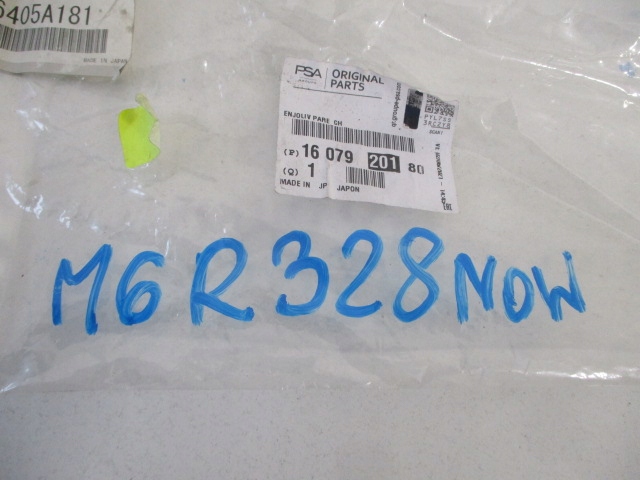 6405A181
MADE IN JAPAN
PSA
ORIGINAL
PARTS
ENJOLIV PARE CH
(P) 16 079 201 80
(Q) 1
MADE IN JP JAPON
M6R328NOW